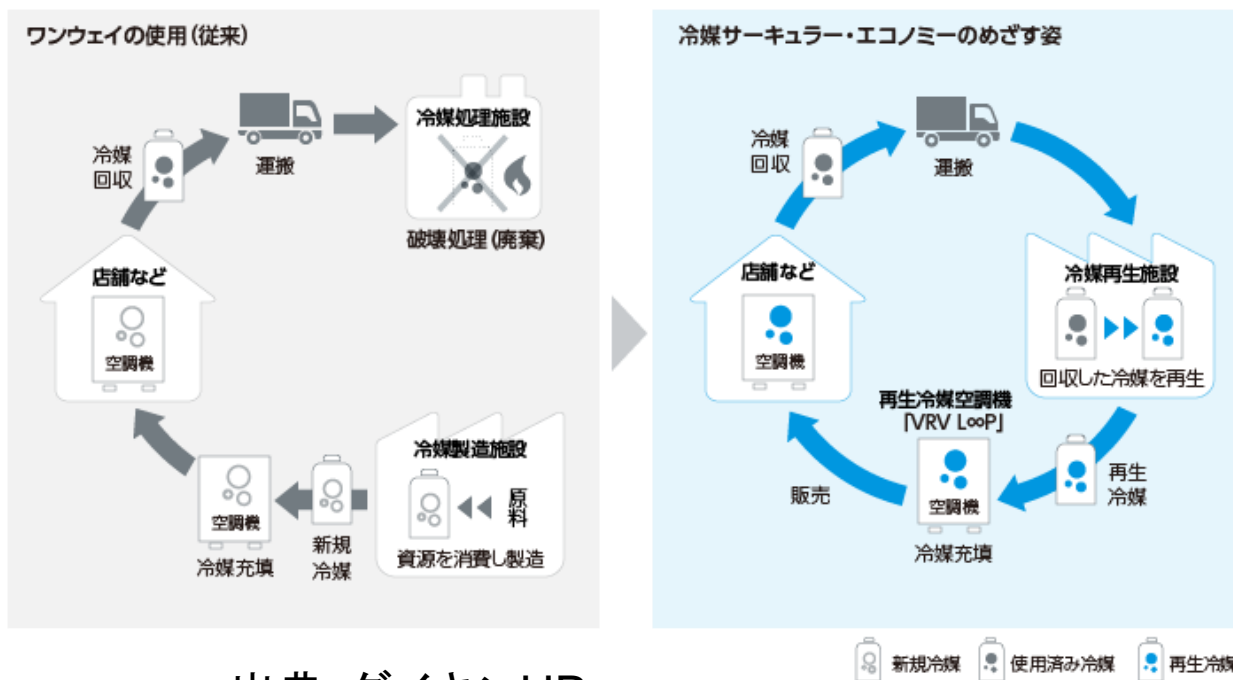 ワンウェイの使用(従来)
冷媒
回収
運搬
冷媒処理施設
破壊処理(廃棄)
店舗など
空調機
冷媒製造施設
原料
資源を消費し製造
新規
冷媒
空調機
冷媒充填
冷媒サーキュラー・エコノミーのめざす姿
冷媒
回収
運搬
店舗など
空調機
冷媒再生施設
回収した冷媒を再生
再生冷媒空調機
「VRV L∞P」
空調機
冷媒充填
再生
冷媒
販売
新規冷媒
使用済み冷媒
再生冷媒